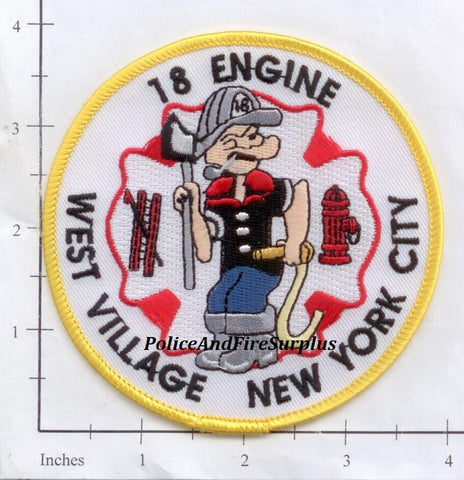 18 ENGINE
18
WEST VILLAGE NEW YORK CITY
PoliceAndFireSurplus
4
3
2
1
Inches 1 2 3 4